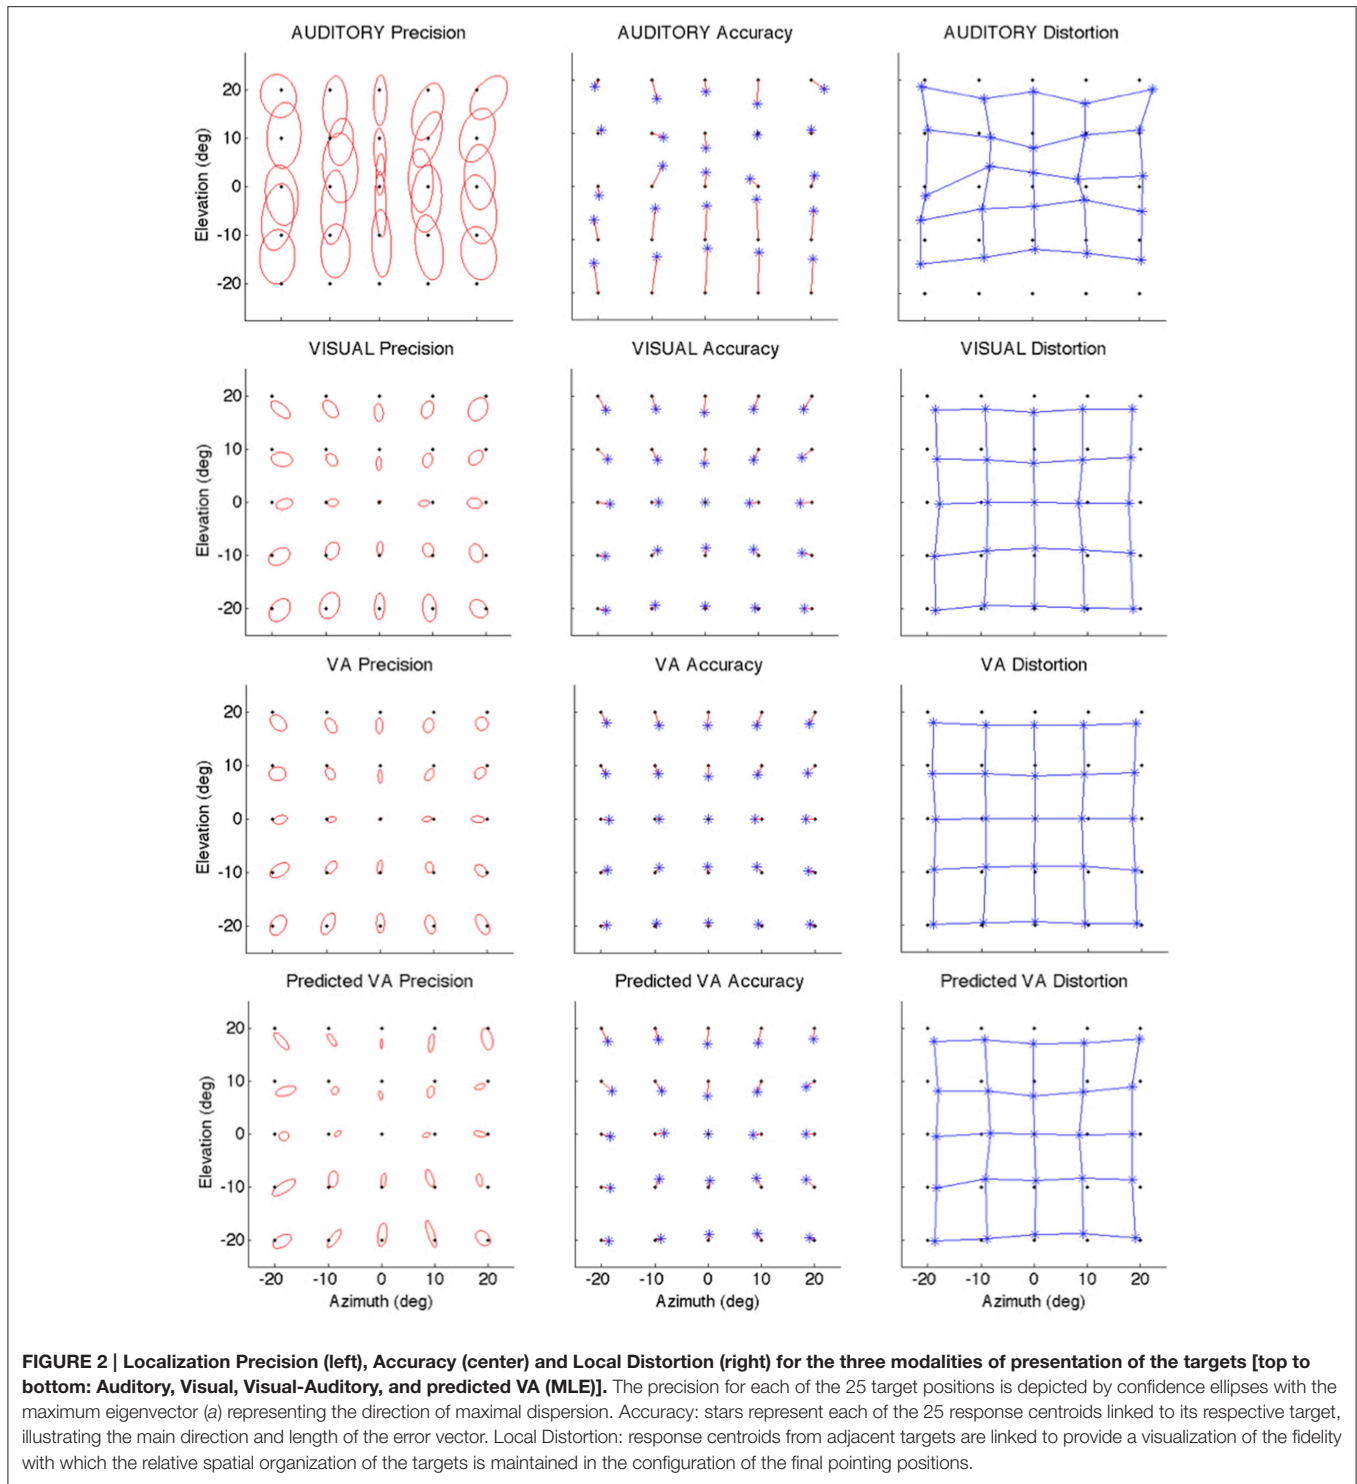 AUDITORY Precision
AUDITORY Accuracy
AUDITORY Distortion
Elevation (deg
20
10
0
-10
-20
VISUAL Precision
VISUAL Accuracy
VISUAL Distortion
Elevation (deg)
20
10
0
-10
-20
VA Precision
VA Accuracy
VA Distortion
Elevation (deg)
20
10
0
-10
-20
Predicted VA Precision
Predicted VA Accuracy
Predicted VA Distortion
Elevation (deg)
20
10
0
-10
-20
-20 -10 0 10 20
-20 -10 0 10 20
-20 -10 0 10 20
Azimuth (deg)
Azimuth (deg)
Azimuth (deg)
FIGURE 2 | Localization Precision (left), Accuracy (center) and Local Distortion (right) for the three modalities of presentation of the targets [top to
bottom: Auditory, Visual, Visual-Auditory, and predicted VA (MLE)]. The precision for each of the 25 target positions is depicted by confidence ellipses with the
maximum eigenvector (a) representing the direction of maximal dispersion. Accuracy: stars represent each of the 25 response centroids linked to its respective target,
illustrating the main direction and length of the error vector. Local Distortion: response centroids from adjacent targets are linked to provide a visualization of the fidelity
with which the relative spatial organization of the targets is maintained in the configuration of the final pointing positions.